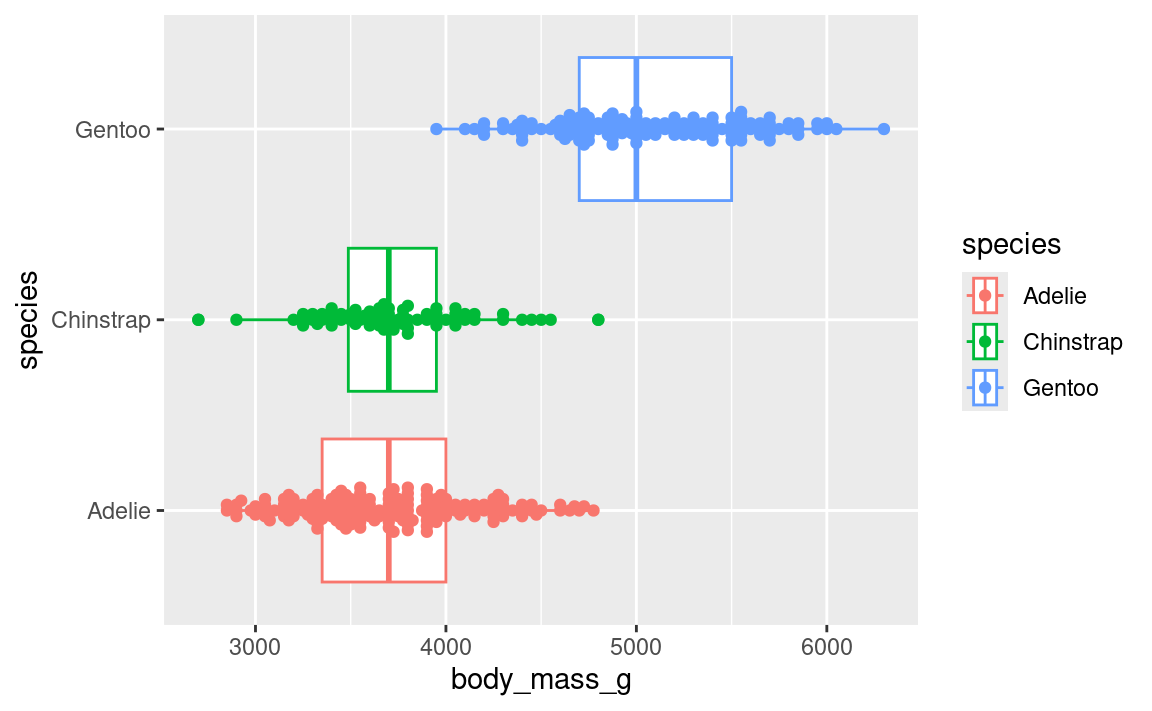 Gentoo
Chinstrap
Adelie
species
3000 4000 5000 6000
body_mass_g
species
Adelie
Chinstrap
Gentoo